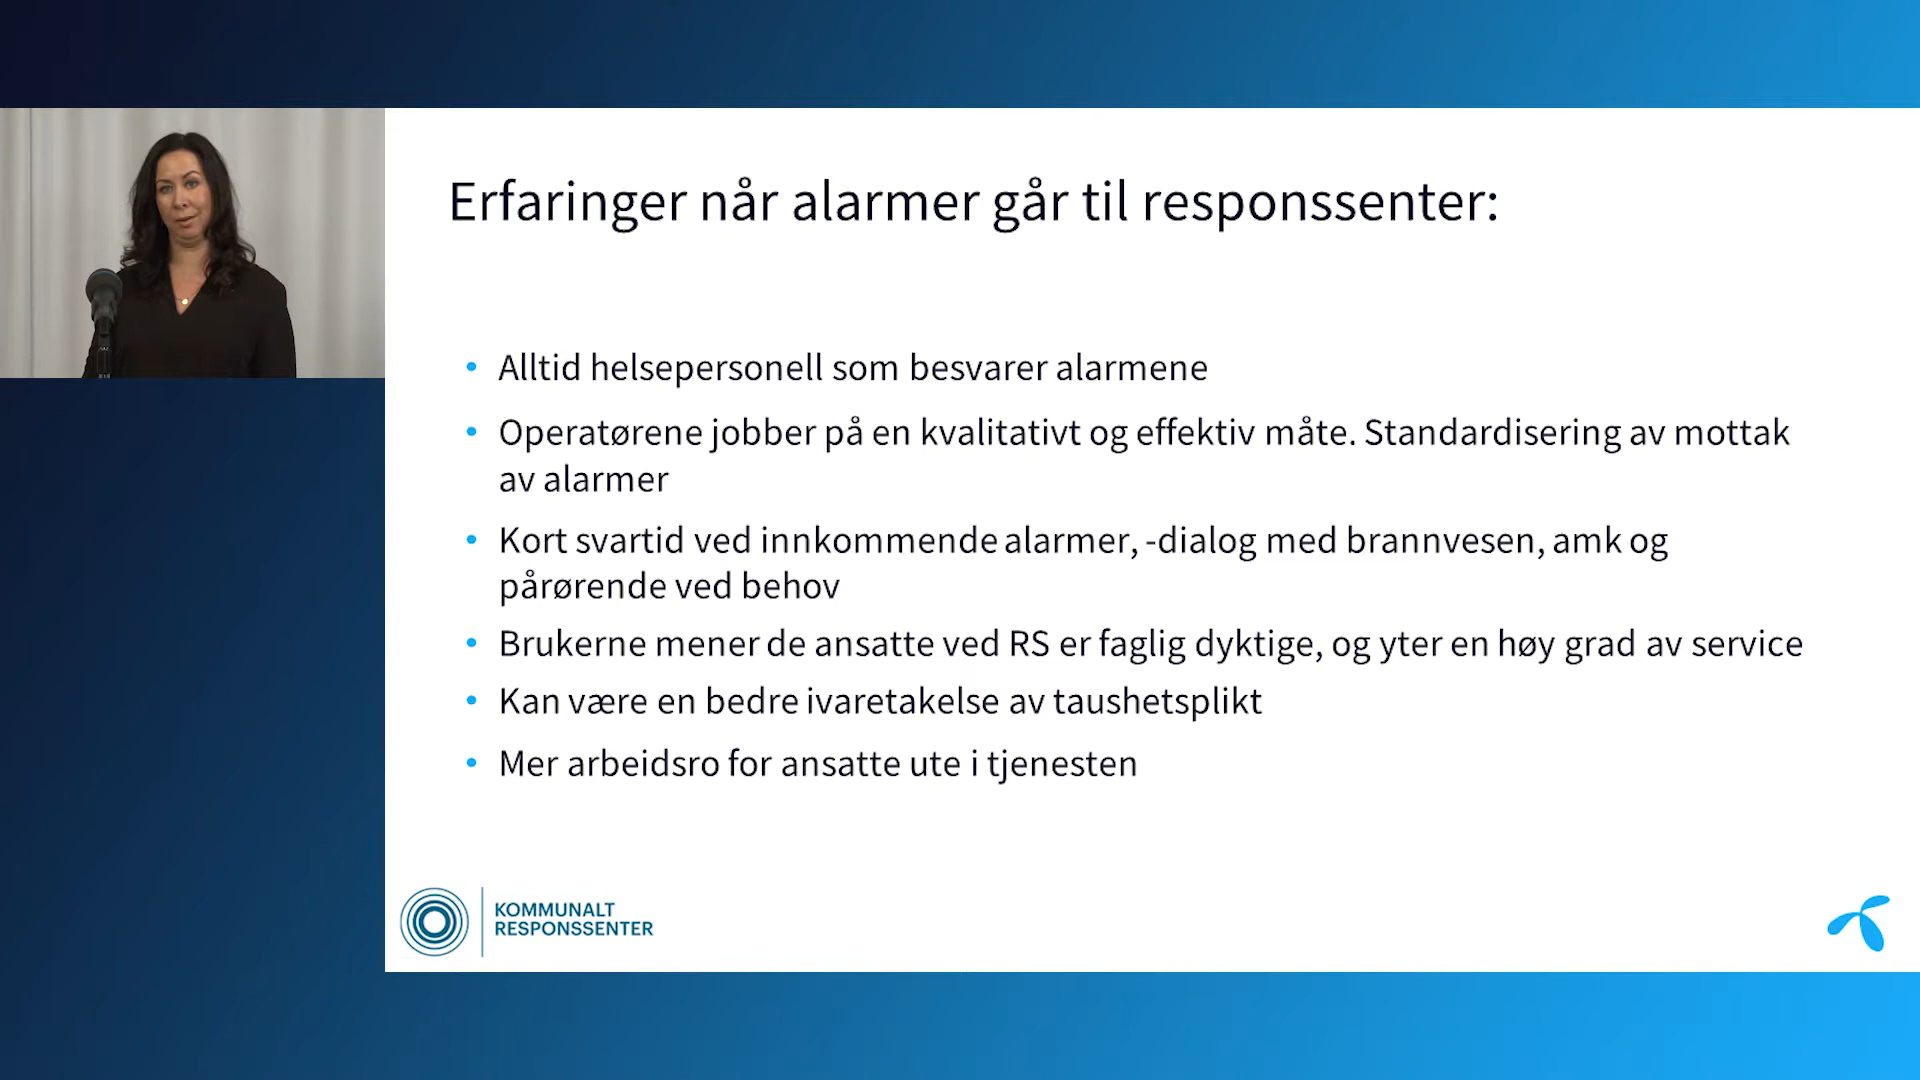 Erfaringer når alarmer går til responssenter:
• Alltid helsepersonell som besvarer alarmene
• Operatørene jobber på en kvalitativt og effektiv måte. Standardisering av mottak
av alarmer
• Kort svartid ved innkommende alarmer, -dialog med brannvesen, amk og
pårørende ved behov
• Brukerne mener de ansatte ved RS er faglig dyktige, og yter en høy grad av service
• Kan være en bedre ivaretakelse av taushetsplikt
• Mer arbeidsro for ansatte ute i tjenesten
KOMMUNALT
RESPONSSENTER